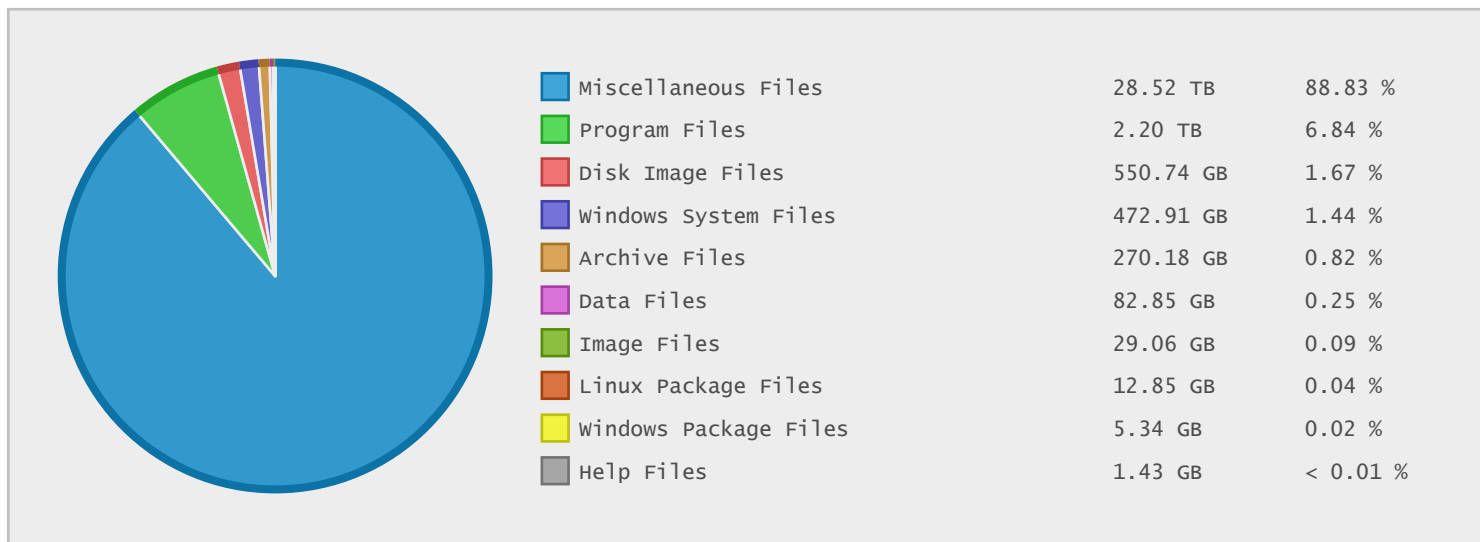 Miscellaneous Files 28.52 TB 88.83 %
Program Files 2.20 TB 6.84 %
Disk Image Files 550.74 GB 1.67 %
Windows System Files 472.91 GB 1.44 %
Archive Files 270.18 GB 0.82 %
Data Files 82.85 GB 0.25 %
Image Files 29.06 GB 0.09 %
Linux Package Files 12.85 GB 0.04 %
Windows Package Files 5.34 GB 0.02 %
Help Files 1.43 GB < 0.01 %